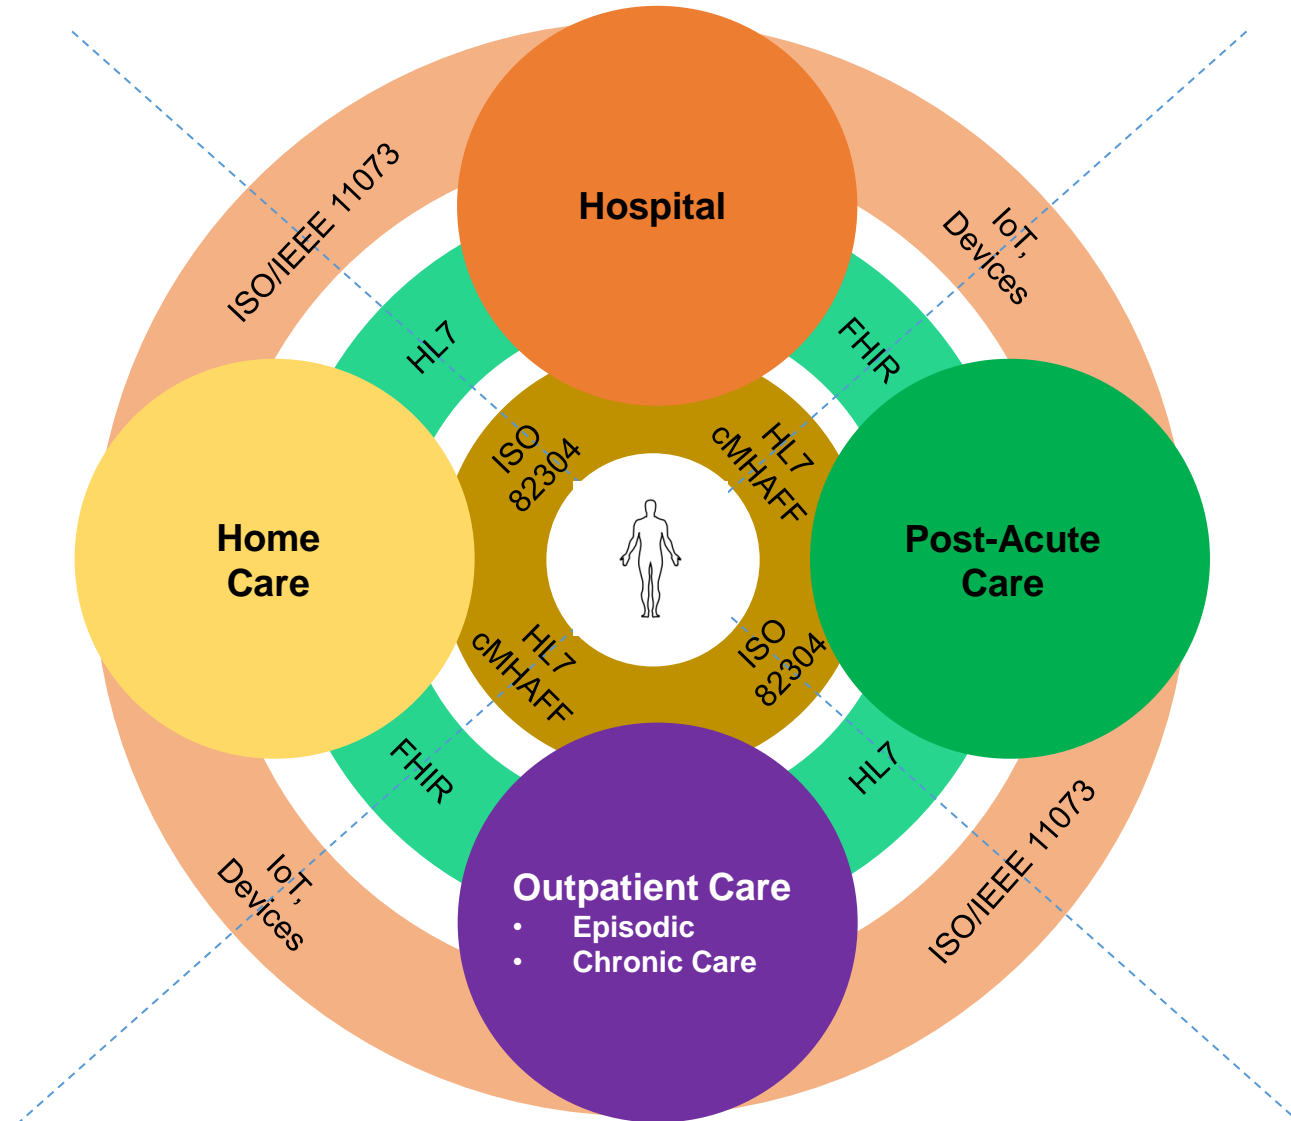 Hospital
ISO/IEEE 11073
IoT,
Devices
HL7
FHIR
ISO
82304
HL7
cMHAFF
Home
Care
Post-Acute
Care
HL7
cMHAFF
ISO
82304
FHIR
HL7
IoT,
Devices
ISO/IEEE 11073
Outpatient Care
• Episodic
• Chronic Care